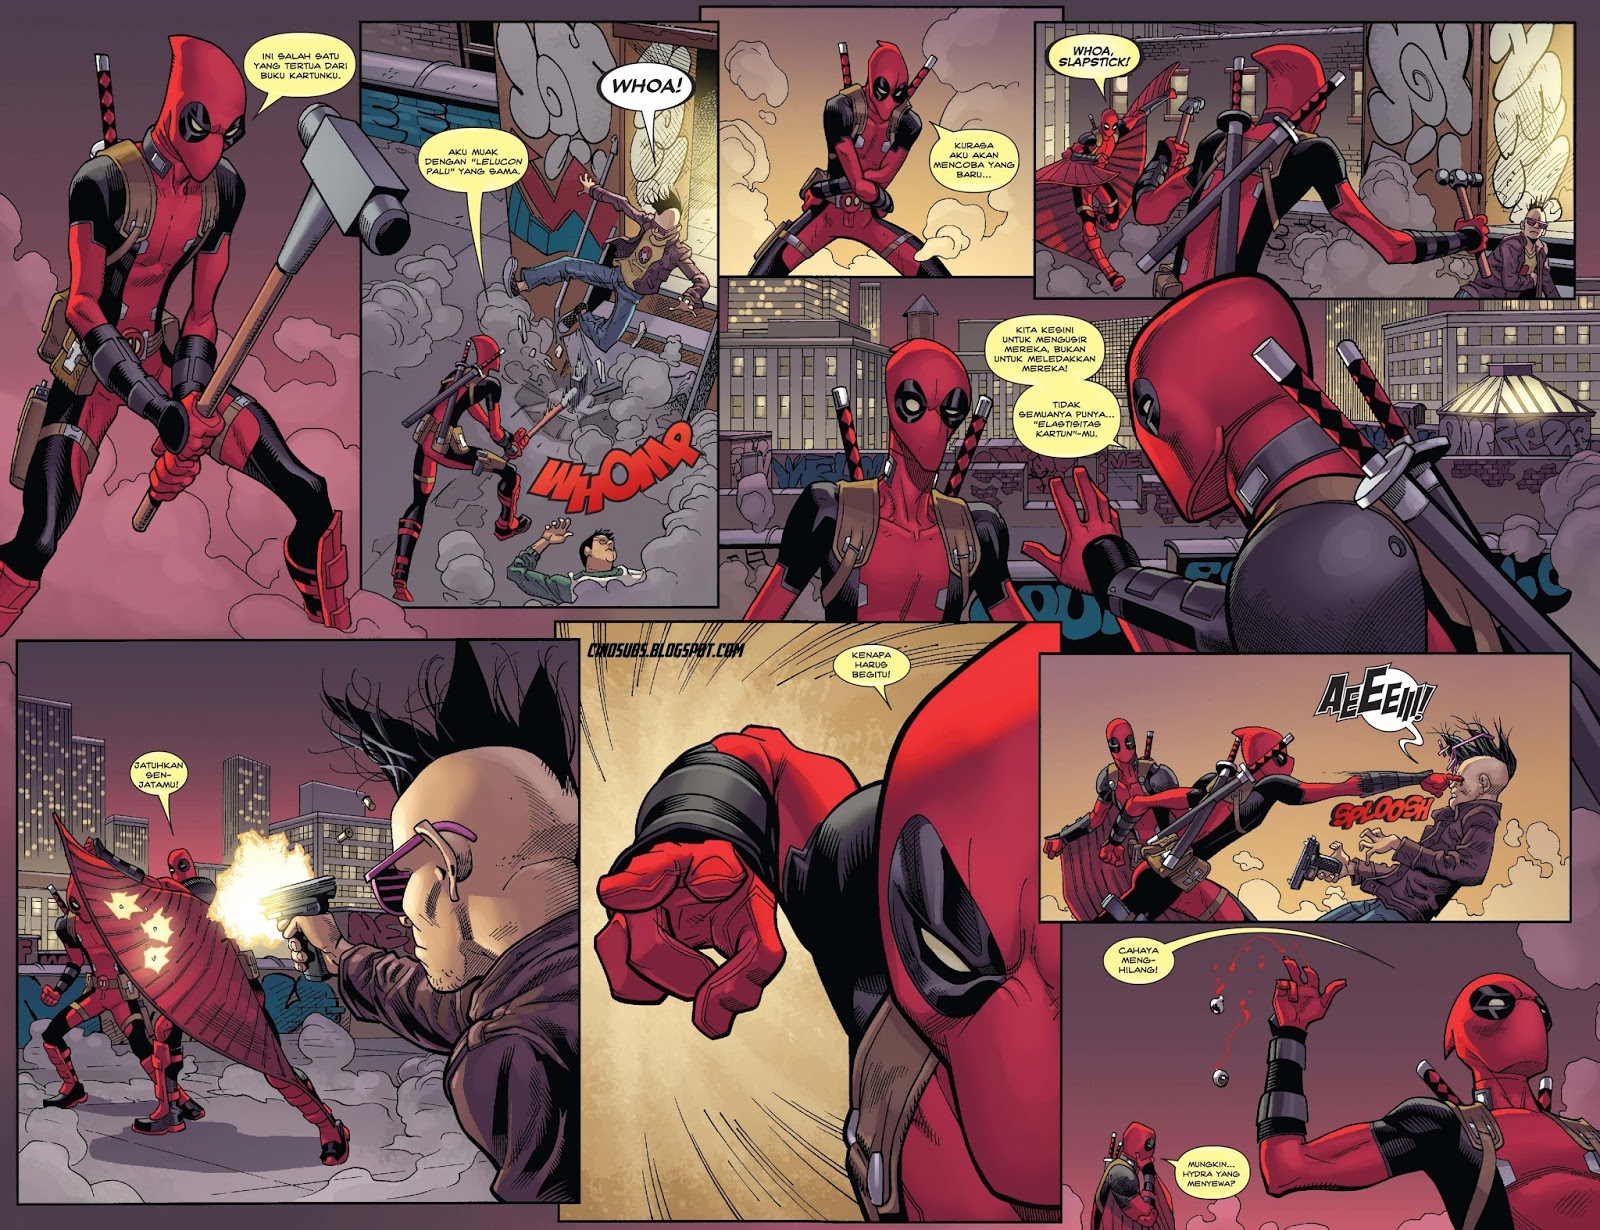 INI SALAH SATU
YANG TERTUA DARI
BUKU KARTUNKU.
WHOA!
AKU MUAK
DENGAN "LELUCON
PALU" YANG SAMA.
WHOMP
KURASA
AKU AKAN
MENCOBA YANG
BARU...
WHOA,
SLAPSTICK!
KITA KESINI
UNTUK MENGUSIR
MEREKA, BUKAN
UNTUK MELEDAKKAN
MEREKA!
TIDAK
SEMUANYA PUNYA...
"ELASTISITAS
KARTUN"-MU.
JATUHKAN
SEN-
JATAMU!
CINOSUBS.BLOGSPOT.COM
KENAPA
HARUS
BEGITU!
AEEEIII!
SPLOOSH
CAHAYA
MENG-
HILANG!
MUNGKIN...
HYDRA YANG
MENYEWA?